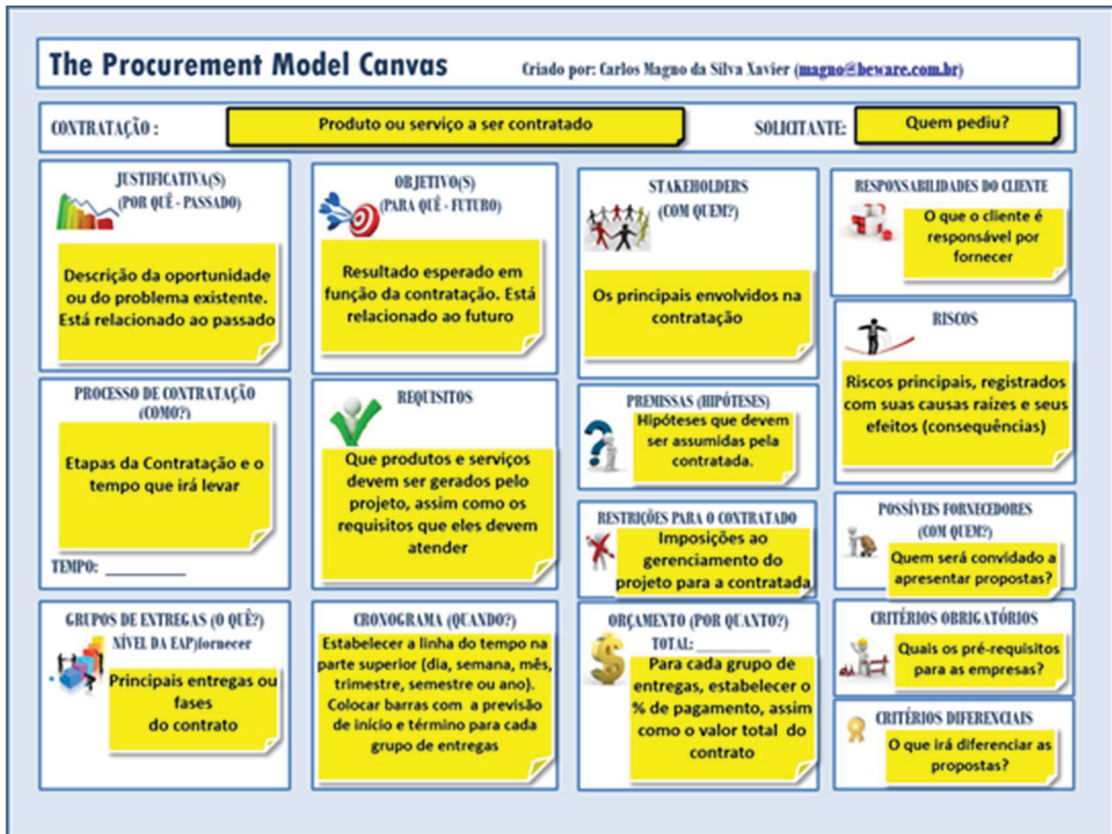 The Procurement Model Canvas
Criado por: Carlos Magno da Silva Xavier (magno@beware.com.br)
CONTRATAÇÃO :
Produto ou serviço a ser contratado
SOLICITANTE:
Quem pediu?
JUSTIFICATIVA(S)
(POR QUÊ - PASSADO)
Descrição da oportunidade
ou do problema existente.
Está relacionado ao passado
OBJETIVO(S)
(PARA QUÊ - FUTURO)
Resultado esperado em
função da contratação. Está
relacionado ao futuro
STAKEHOLDERS
(COM QUEM?)
Os principais envolvidos na
contratação
RESPONSABILIDADES DO CLIENTE
O que o cliente é
responsável por
fornecer
RISCOS
Riscos principais, registrados
com suas causas raízes e seus
efeitos (consequências)
PROCESSO DE CONTRATAÇÃO
(COMO?)
Etapas da Contratação e o
tempo que irá levar
TEMPO: __________
REQUISITOS
Que produtos e serviços
devem ser gerados pelo
projeto, assim como os
requisitos que eles devem
atender
PREMISSAS (HIPÓTESES)
Hipóteses que devem
ser assumidas pela
contratada.
RESTRIÇÕES PARA O CONTRATADO
Imposições ao
gerenciamento do
projeto para a contratada
POSSÍVEIS FORNECEDORES
(COM QUEM?)
Quem será convidado a
apresentar propostas?
GRUPOS DE ENTREGAS (O QUÊ?)
NÍVEL DA EAP)fornecer
Principais entregas ou
fases
do contrato
CRONOGRAMA (QUANDO?)
Estabelecer a linha do tempo na
parte superior (dia, semana, mês,
trimestre, semestre ou ano).
Colocar barras com a previsão
de início e término para cada
grupo de entregas
ORÇAMENTO (POR QUANTO?)
TOTAL: __________
Para cada grupo de
entregas, estabelecer o
% de pagamento, assim
como o valor total do
contrato
CRITÉRIOS OBRIGATÓRIOS
Quais os pré-requisitos
para as empresas?
CRITÉRIOS DIFERENCIAIS
O que irá diferenciar as
propostas?